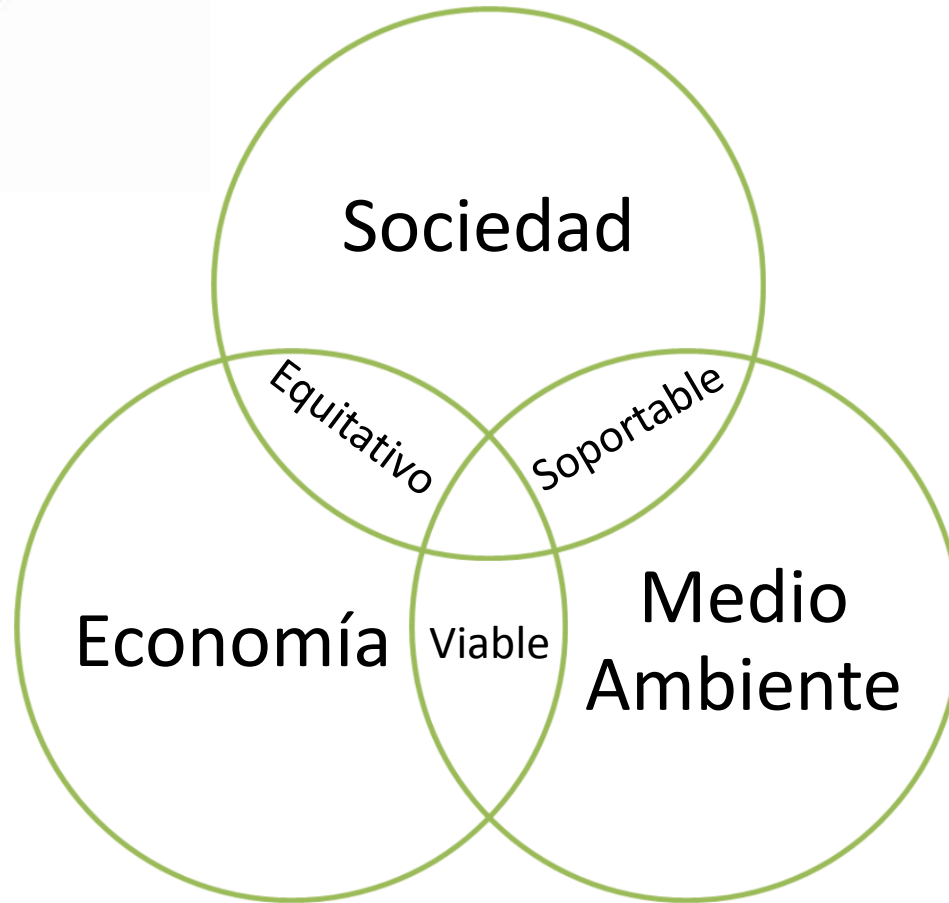 Sociedad
Equitativo
Soportable
Economía
Viable
Medio
Ambiente